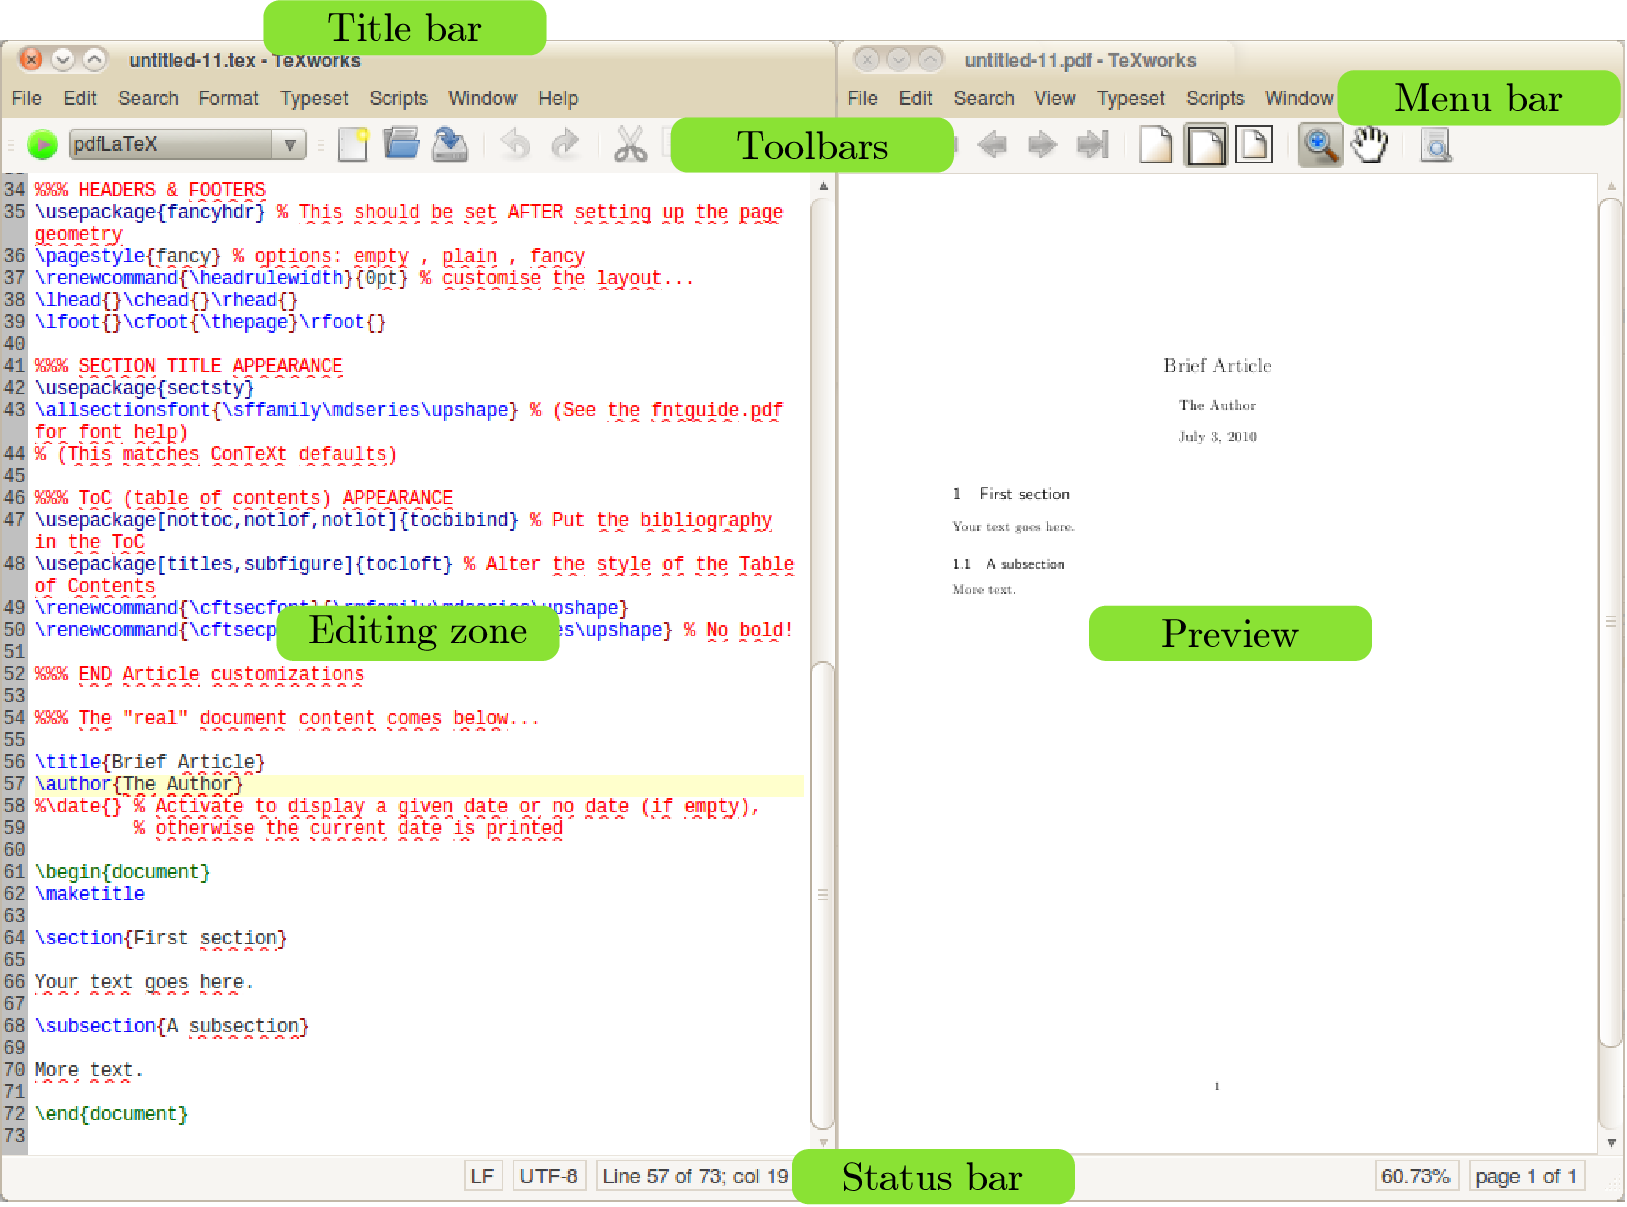 Title bar
untitled-11.tex - TeXworks
untitled-11.pdf - TeXworks
File Edit Search Format Typeset Scripts Window Help
File Edit Search View Typeset Scripts Window
Menu bar
pdfLaTeX
Toolbars
34 %%% HEADERS & FOOTERS
35 \usepackage{fancyhdr} % This should be set AFTER setting up the page
geometry
36 \pagestyle{fancy} % options: empty , plain , fancy
37 \renewcommand{\headrulewidth}{0pt} % customise the layout...
38 \lhead{}\chead{}\rhead{}
39 \lfoot{}\cfoot{\thepage}\rfoot{}
40
41 %%% SECTION TITLE APPEARANCE
42 \usepackage{sectsty}
43 \allsectionsfont{\sffamily\mdseries\upshape} % (See the fntguide.pdf
for font help)
44 % (This matches ConTeXt defaults)
45
46 %%% ToC (table of contents) APPEARANCE
47 \usepackage[nottoc,notlof,notlot]{tocbibind} % Put the bibliography
in the ToC
48 \usepackage[titles,subfigure]{tocloft} % Alter the style of the Table
of Contents
49 \renewcommand{\cftsecfont}{\rmfamily\mdseries\upshape}
50 \renewcommand{\cftsecp s\upshape} % No bold!
Editing zone
51
52 %%% END Article customizations
53
54 %%% The "real" document content comes below...
55
56 \title{Brief Article}
57 \author{The Author}
58 %\date{} % Activate to display a given date or no date (if empty),
59 % otherwise the current date is printed
60
61 \begin{document}
62 \maketitle
63
64 \section{First section}
65
66 Your text goes here.
67
68 \subsection{A subsection}
69
70 More text.
71
72 \end{document}
73
Brief Article
The Author
July 3, 2010
1 First section
Your text goes here.
1.1 A subsection
More text.
Preview
1
LF UTF-8 Line 57 of 73; col 19
Status bar
60.73% page 1 of 1